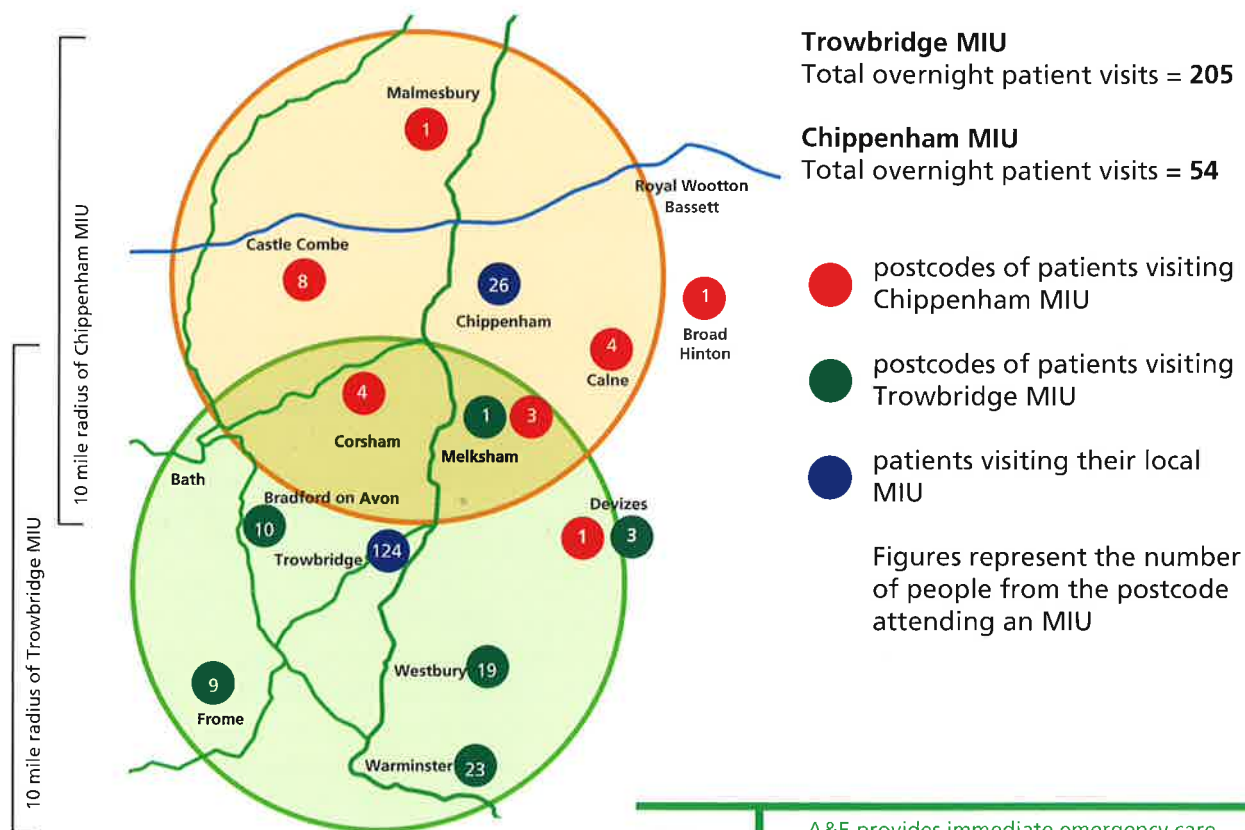 Trowbridge MIU
Total overnight patient visits = 205
Chippenham MIU
Total overnight patient visits = 54
postcodes of patients visiting
Chippenham MIU
postcodes of patients visiting
Trowbridge MIU
patients visiting their local
MIU
Figures represent the number
of people from the postcode
attending an MIU
10 mile radius of Chippenham MIU
10 mile radius of Trowbridge MIU
Malmesbury
1
Royal Wootton
Bassett
Castle Combe
8
26
Chippenham
1
Broad
Hinton
4
Calne
4
Corsham
1
3
Melksham
Bath
Bradford on Avon
10
Devizes
1
3
Trowbridge
124
Westbury
19
9
Frome
Warminster
23
A&E provides immediate emergency care